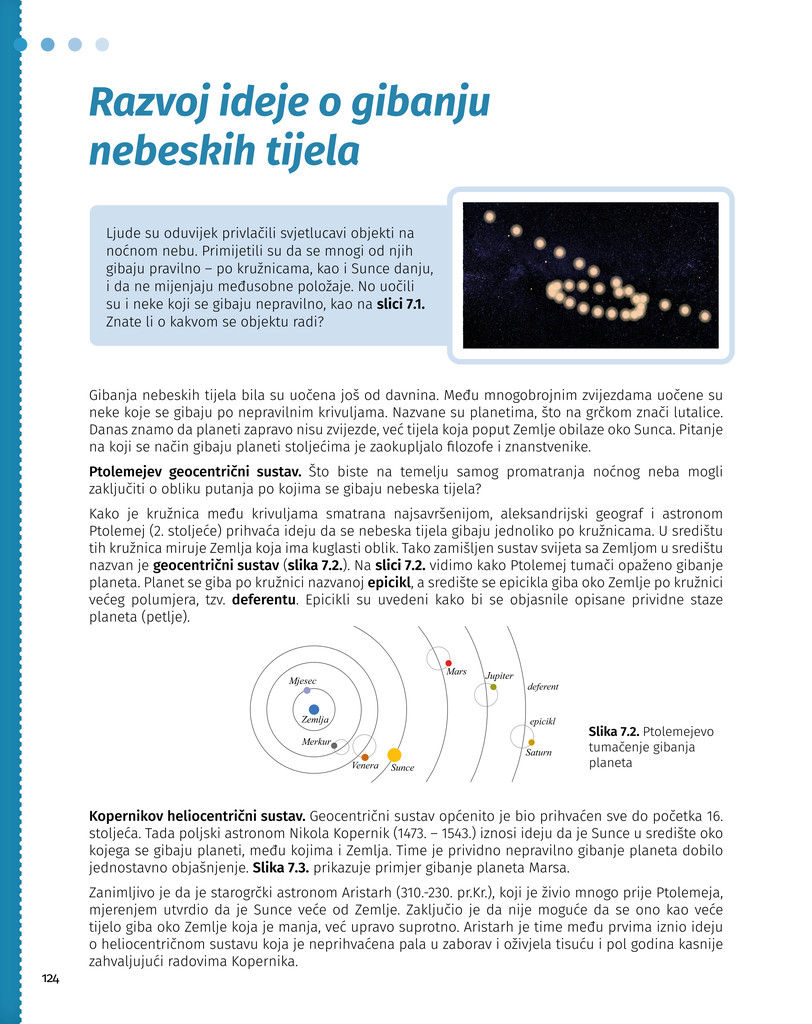 Razvoj ideje o gibanju
nebeskih tijela
Ljude su oduvijek privlačili svjetlucavi objekti na
noćnom nebu. Primijetili su da se mnogi od njih
gibaju pravilno – po kružnicama, kao i Sunce danju,
i da ne mijenjaju međusobne položaje. No uočili
su i neke koji se gibaju nepravilno, kao na slici 7.1.
Znate li o kakvom se objektu radi?
Gibanja nebeskih tijela bila su uočena još od davnina. Među mnogobrojnim zvijezdama uočene su
neke koje se gibaju po nepravilnim krivuljama. Nazvane su planetima, što na grčkom znači lutalice.
Danas znamo da planeti zapravo nisu zvijezde, već tijela koja poput Zemlje obilaze oko Sunca. Pitanje
na koji se način gibaju planeti stoljećima je zaokupljalo filozofe i znanstvenike.
Ptolemejev geocentrični sustav. Što biste na temelju samog promatranja noćnog neba mogli
zaključiti o obliku putanja po kojima se gibaju nebeska tijela?
Kako je kružnica među krivuljama smatrana najsavršenijom, aleksandrijski geograf i astronom
Ptolemej (2. stoljeće) prihvaća ideju da se nebeska tijela gibaju jednoliko po kružnicama. U središtu
tih kružnica miruje Zemlja koja ima kuglasti oblik. Tako zamišljen sustav svijeta sa Zemljom u središtu
nazvan je geocentrični sustav (slika 7.2.). Na slici 7.2. vidimo kako Ptolemej tumači opaženo gibanje
planeta. Planet se giba po kružnici nazvanoj epicikl, a središte se epicikla giba oko Zemlje po kružnici
većeg polumjera, tzv. deferentu. Epicikli su uvedeni kako bi se objasnile opisane prividne staze
planeta (petlje).
Mjesec
Zemlja
Merkur
Venera
Sunce
Mars
Jupiter
deferent
epicikl
Saturn
Slika 7.2. Ptolemejevo
tumačenje gibanja
planeta
Kopernikov heliocentrični sustav. Geocentrični sustav općenito je bio prihvaćen sve do početka 16.
stoljeća. Tada poljski astronom Nikola Kopernik (1473. – 1543.) iznosi ideju da je Sunce u središte oko
kojega se gibaju planeti, među kojima i Zemlja. Time je prividno nepravilno gibanje planeta dobilo
jednostavno objašnjenje. Slika 7.3. prikazuje primjer gibanje planeta Marsa.
Zanimljivo je da je starogrčki astronom Aristarh (310.-230. pr.Kr.), koji je živio mnogo prije Ptolemeja,
mjerenjem utvrdio da je Sunce veće od Zemlje. Zaključio je da nije moguće da se ono kao veće
tijelo giba oko Zemlje koja je manja, već upravo suprotno. Aristarh je time među prvima iznio ideju
o heliocentričnom sustavu koja je neprihvaćena pala u zaborav i oživjela tisuću i pol godina kasnije
zahvaljujući radovima Kopernika.
124